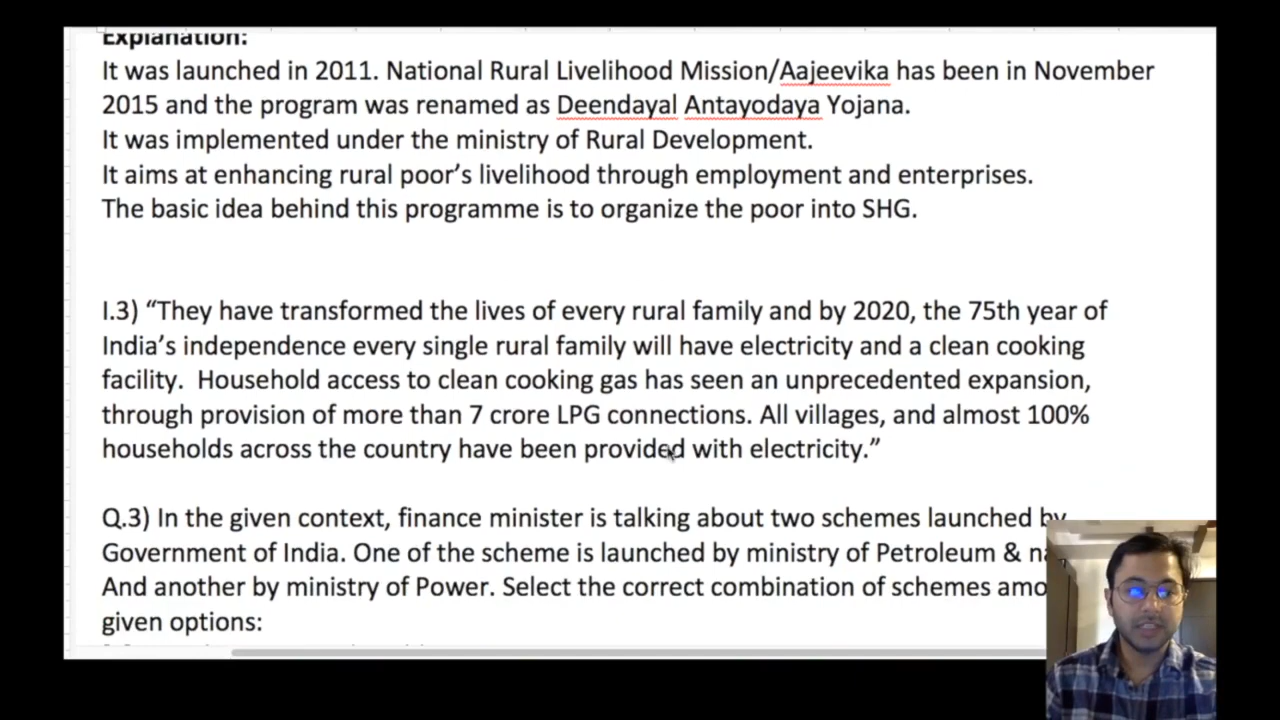 Explanation:
It was launched in 2011. National Rural Livelihood Mission/Aajeevika has been in November
2015 and the program was renamed as Deendayal Antayodaya Yojana.
It was implemented under the ministry of Rural Development.
It aims at enhancing rural poor’s livelihood through employment and enterprises.
The basic idea behind this programme is to organize the poor into SHG.
I.3) “They have transformed the lives of every rural family and by 2020, the 75th year of
India’s independence every single rural family will have electricity and a clean cooking
facility. Household access to clean cooking gas has seen an unprecedented expansion,
through provision of more than 7 crore LPG connections. All villages, and almost 100%
households across the country have been provided with electricity.”
Q.3) In the given context, finance minister is talking about two schemes launched by
Government of India. One of the scheme is launched by ministry of Petroleum &
And another by ministry of Power. Select the correct combination of schemes
given options: